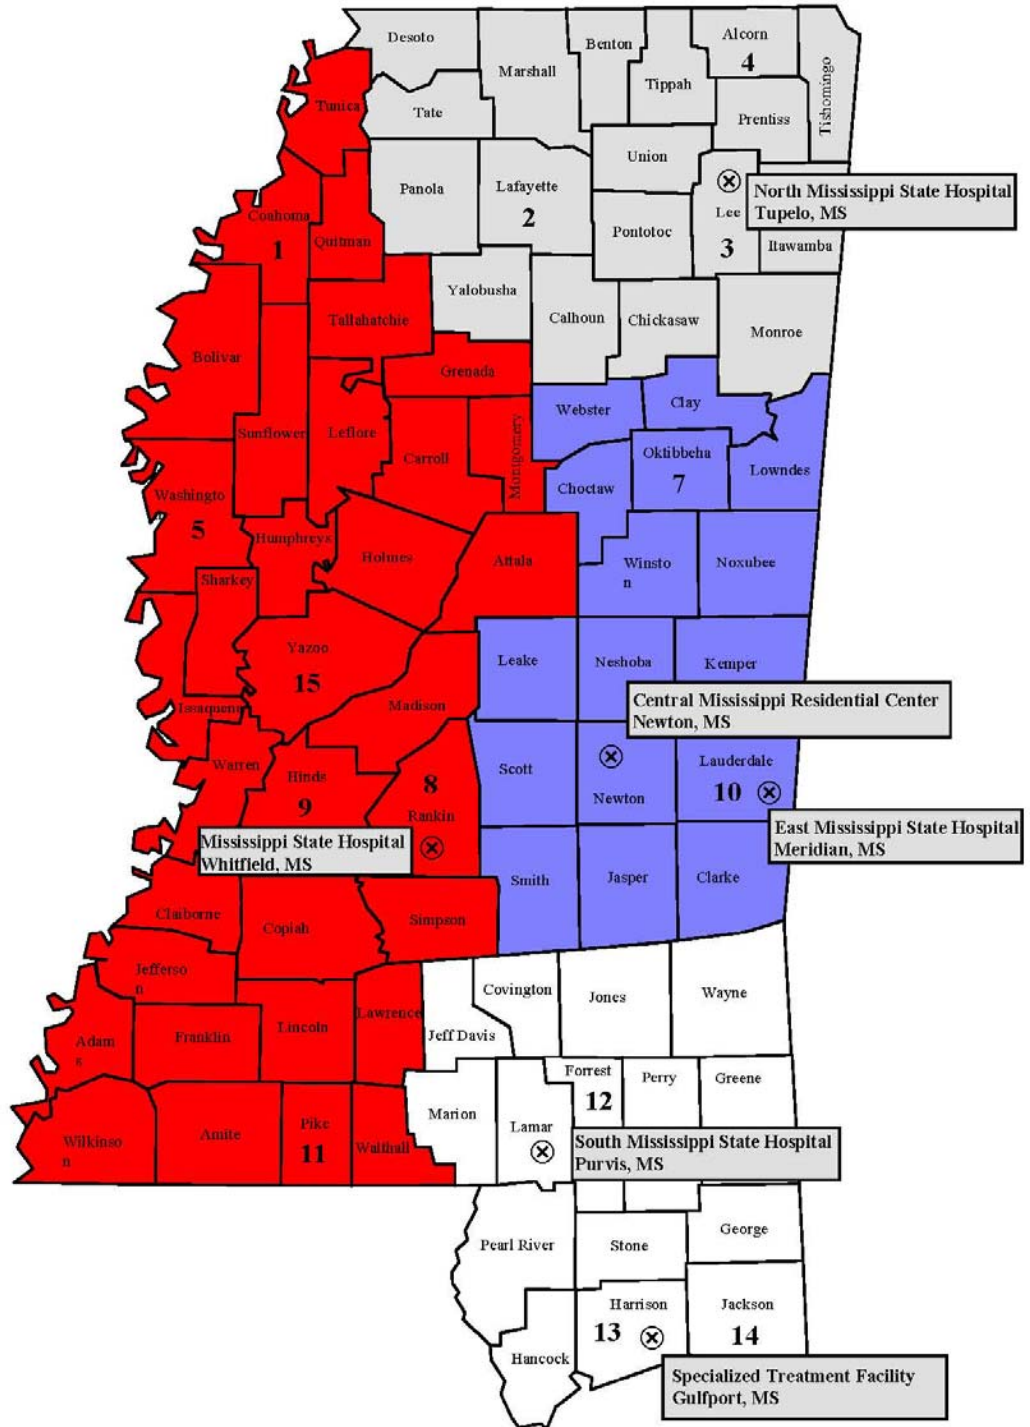 Desoto
Benton
Alcorn
4
Marshall
Tippah
Tishomingo
Tunica
Tate
Prentiss
Union
Panola
Lafayette
2
North Mississippi State Hospital
Tupelo, MS
Coahoma
1
Quitman
Pontotoc
Lee
3
Itawamba
Yalobusha
Tallahatchie
Calhoun
Chickasaw
Monroe
Bolivar
Grenada
Webster
Clay
Sunflower
Leflore
Carroll
Montgomery
Oktibbeha
7
Lowndes
Choctaw
Washingto
5
Humphreys
Holmes
Attala
Winsto
n
Noxubee
Sharkey
Yazoo
15
Leake
Neshoba
Kemper
Central Mississippi Residential Center
Newton, MS
Issaquena
Madison
Warren
Hinds
9
8
Rankin
Scott
Newton
Lauderdale
10
Mississippi State Hospital
Whitfield, MS
East Mississippi State Hospital
Meridian, MS
Smith
Jasper
Clarke
Claiborne
Copiah
Simpson
Jefferso
n
Covington
Jones
Wayne
Adam
s
Franklin
Lincoln
Lawrence
Jeff Davis
Forrest
12
Perry
Greene
Wilkinso
n
Amite
Pike
11
Walthall
Marion
Lamar
South Mississippi State Hospital
Purvis, MS
Pearl River
Stone
George
Harrison
13
Jackson
14
Hancock
Specialized Treatment Facility
Gulfport, MS